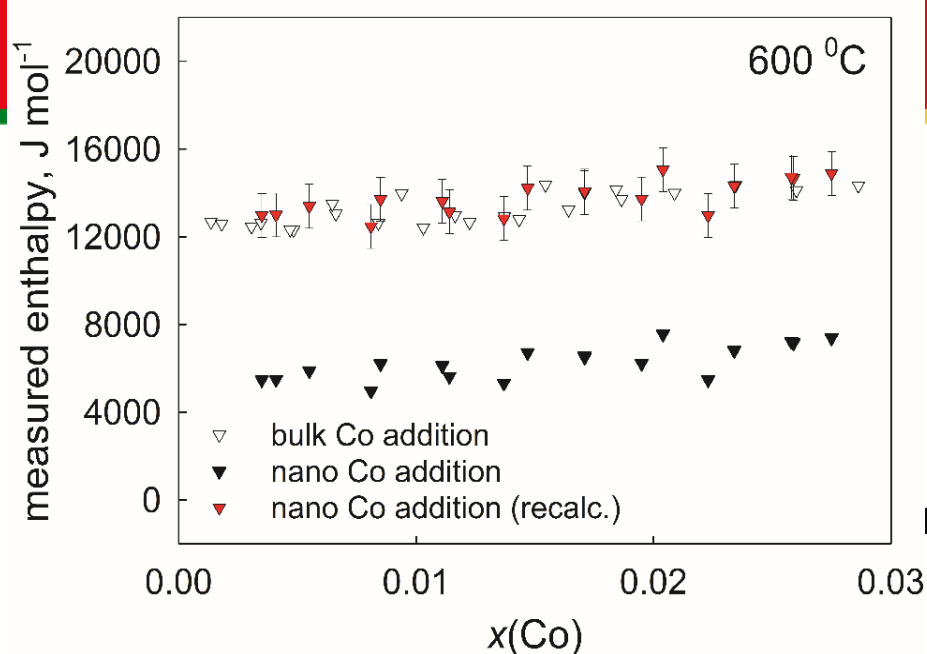 measured enthalpy, J mol⁻¹
20000
16000
12000
8000
4000
0
600 ⁰C
bulk Co addition
nano Co addition
nano Co addition (recalc.)
0.00 0.01 0.02 0.03
x(Co)